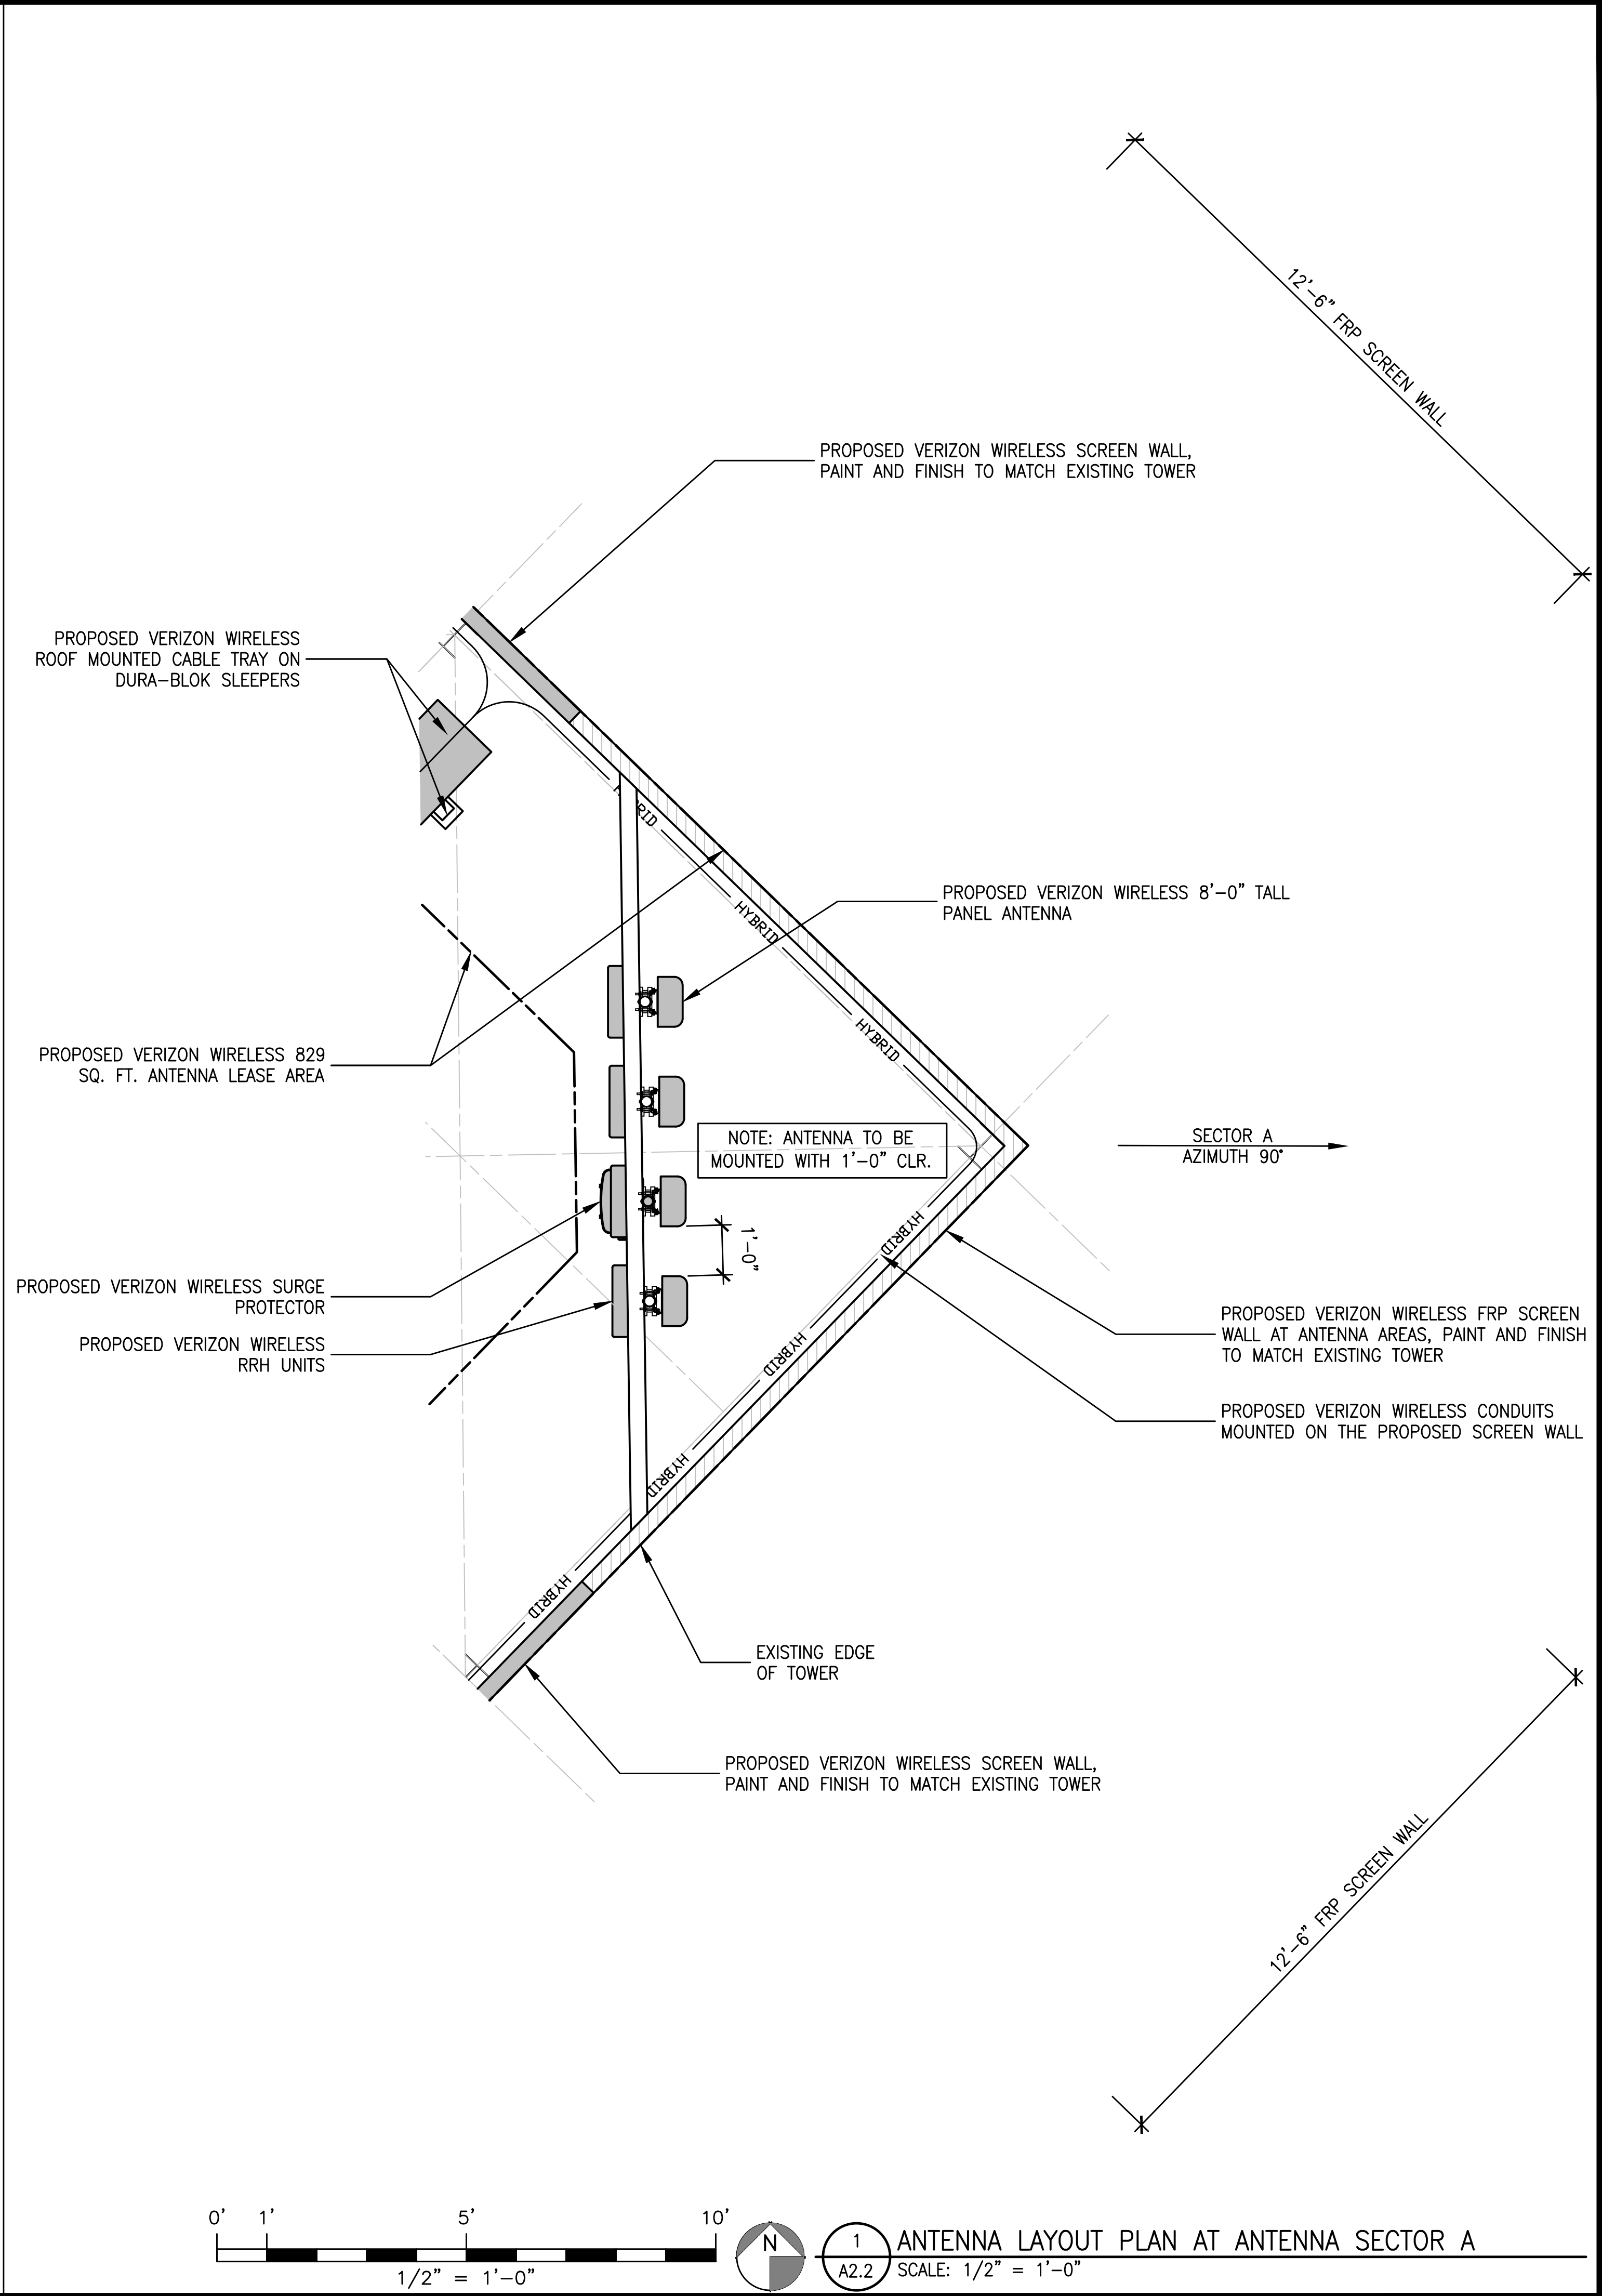 12'-6" FRP SCREEN WALL
PROPOSED VERIZON WIRELESS SCREEN WALL,
PAINT AND FINISH TO MATCH EXISTING TOWER
PROPOSED VERIZON WIRELESS
ROOF MOUNTED CABLE TRAY ON
DURA-BLOK SLEEPERS
RID
PROPOSED VERIZON WIRELESS 8'-0" TALL
PANEL ANTENNA
HYBRID
HYBRID
PROPOSED VERIZON WIRELESS 829
SQ. FT. ANTENNA LEASE AREA
NOTE: ANTENNA TO BE
MOUNTED WITH 1'-0" CLR.
SECTOR A
AZIMUTH 90°
HYBRID
1'-0"
PROPOSED VERIZON WIRELESS SURGE
PROTECTOR
PROPOSED VERIZON WIRELESS
RRH UNITS
PROPOSED VERIZON WIRELESS FRP SCREEN
WALL AT ANTENNA AREAS, PAINT AND FINISH
TO MATCH EXISTING TOWER
HYBRID
PROPOSED VERIZON WIRELESS CONDUITS
MOUNTED ON THE PROPOSED SCREEN WALL
HYBRID
HYBRID
EXISTING EDGE
OF TOWER
PROPOSED VERIZON WIRELESS SCREEN WALL,
PAINT AND FINISH TO MATCH EXISTING TOWER
12'-6" FRP SCREEN WALL
0' 1' 5' 10'
1/2" = 1'-0"
N
1
A2.2
ANTENNA LAYOUT PLAN AT ANTENNA SECTOR A
SCALE: 1/2" = 1'-0"